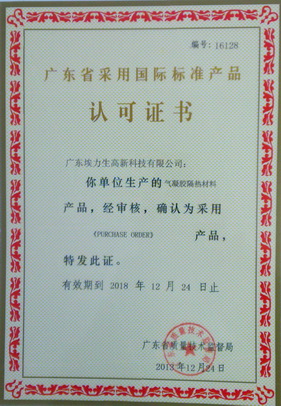 编号: 16128
广东省采用国际标准产品
认可证书
广东埃力生高新科技有限公司:
你单位生产的气凝胶隔热材料
产品, 经审核, 确认为采用
《PURCHASE ORDER》 产品,
特发此证。
有效期到 2018 年 12 月 24 日止
广东省质量技术监督局
2013年12月24日